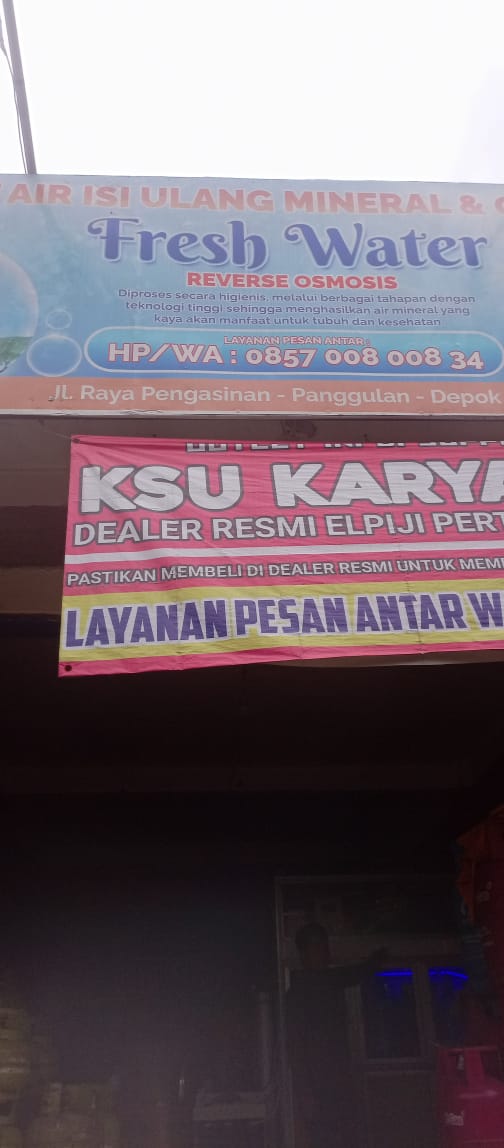 AIR ISI ULANG MINERAL &
Fresh Water
REVERSE OSMOSIS
Diproses secara higienis, melalui berbagai tahapan dengan
teknologi tinggi sehingga menghasilkan air mineral yang
kaya akan manfaat untuk tubuh dan kesehatan
LAYANAN PESAN ANTAR :
HP/WA : 0857 008 008 34
Jl. Raya Pengasinan - Panggulan - Depok
KSU KARYA
DEALER RESMI ELPIJI PERT
PASTIKAN MEMBELI DI DEALER RESMI UNTUK MEM
LAYANAN PESAN ANTAR W